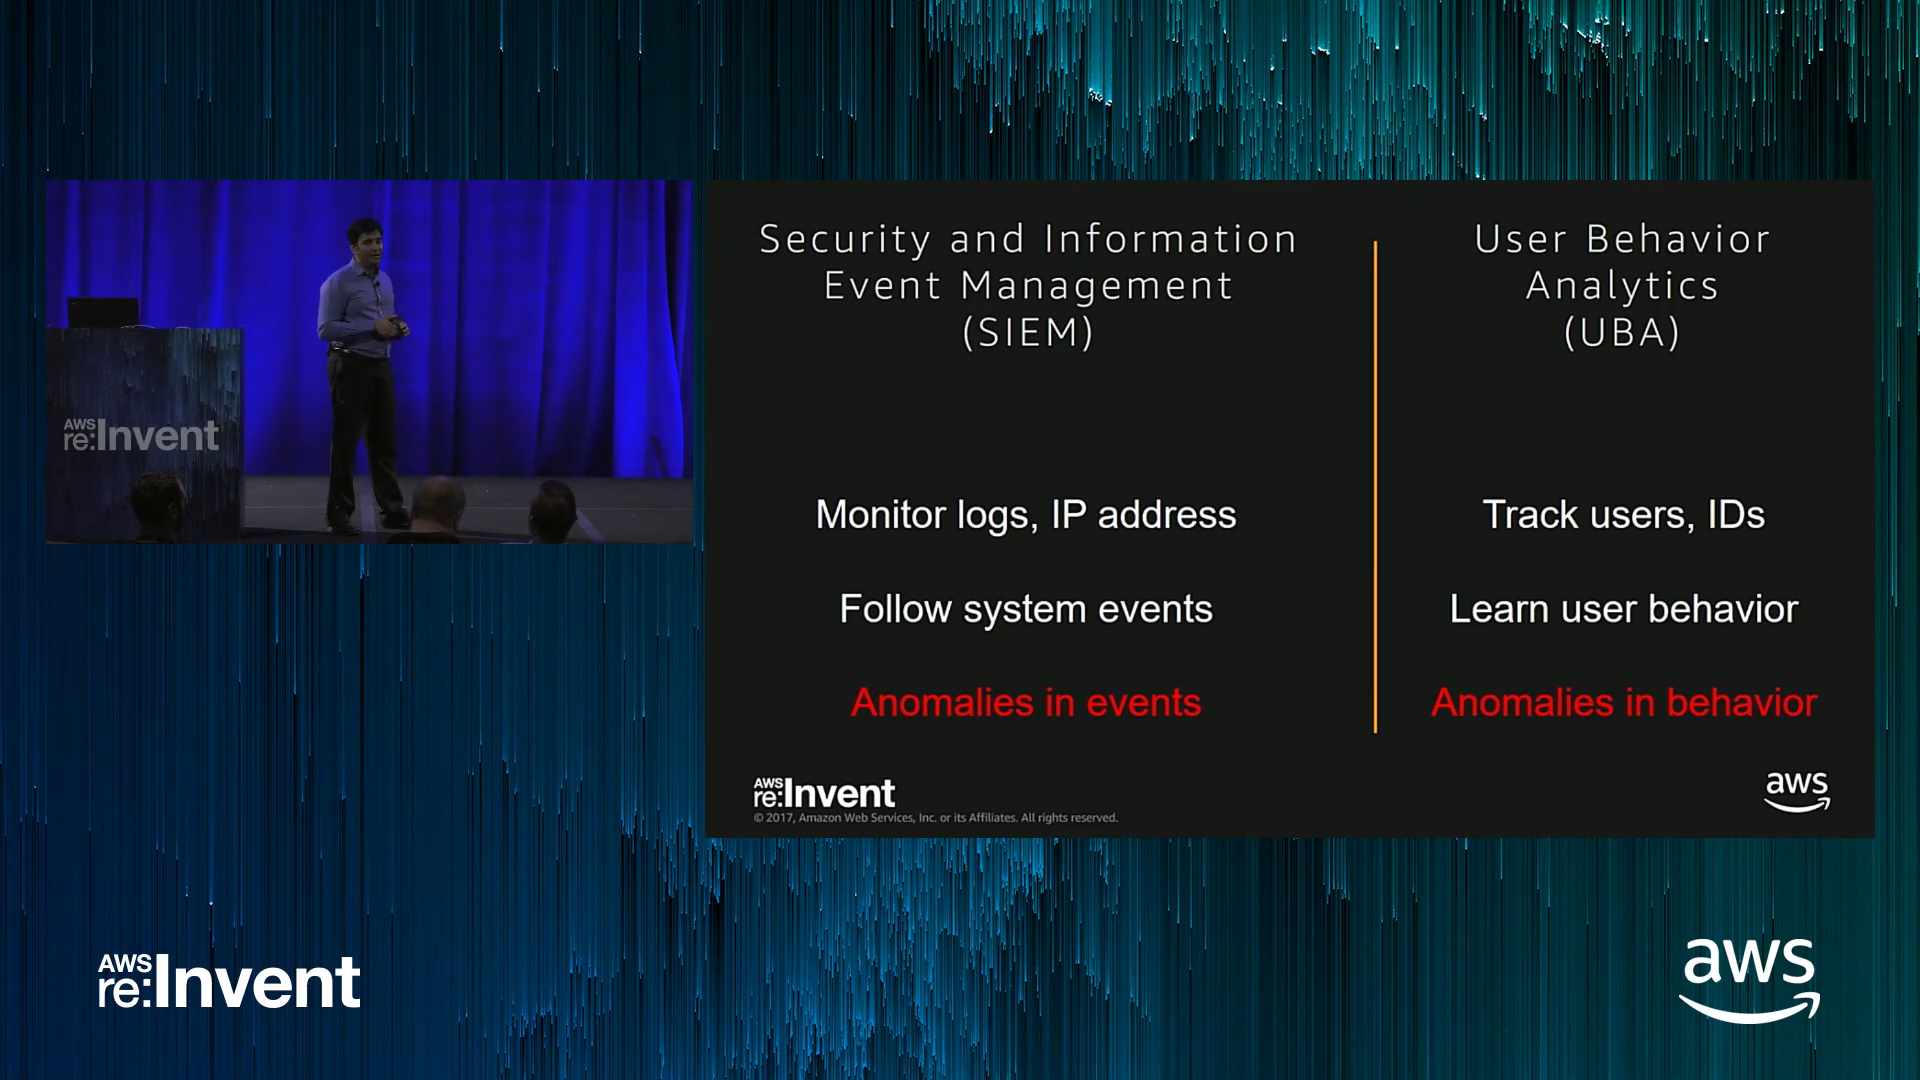 AWS
re:Invent
Security and Information
Event Management
(SIEM)
Monitor logs, IP address
Follow system events
Anomalies in events
User Behavior
Analytics
(UBA)
Track users, IDs
Learn user behavior
Anomalies in behavior
AWS
re:Invent
© 2017, Amazon Web Services, Inc. or its Affiliates. All rights reserved.
aws
AWS
re:Invent
aws